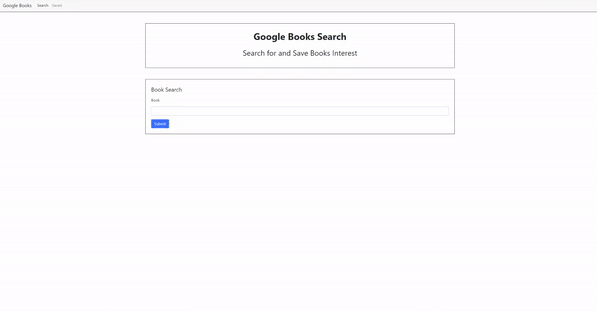 Google Books Search Saved
Google Books Search
Search for and Save Books Interest
Book Search
Book
Submit